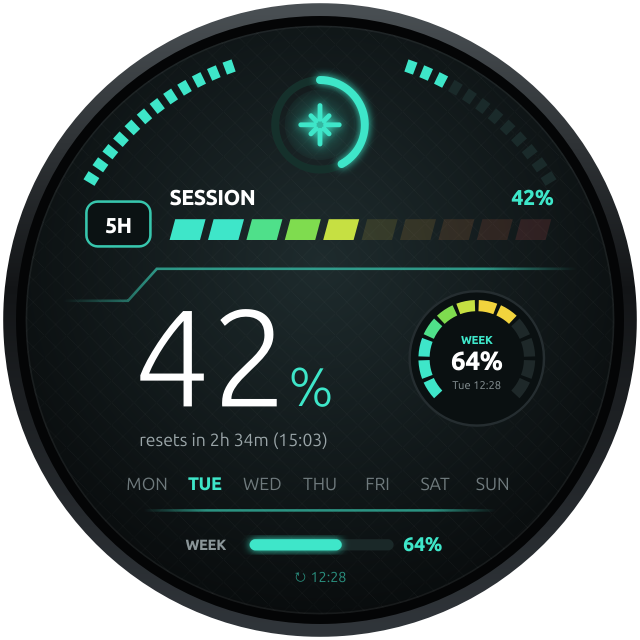 SESSION 42%
5H
42%
WEEK
64%
Tue 12:28
resets in 2h 34m (15:03)
MON TUE WED THU FRI SAT SUN
WEEK 64%
↻ 12:28